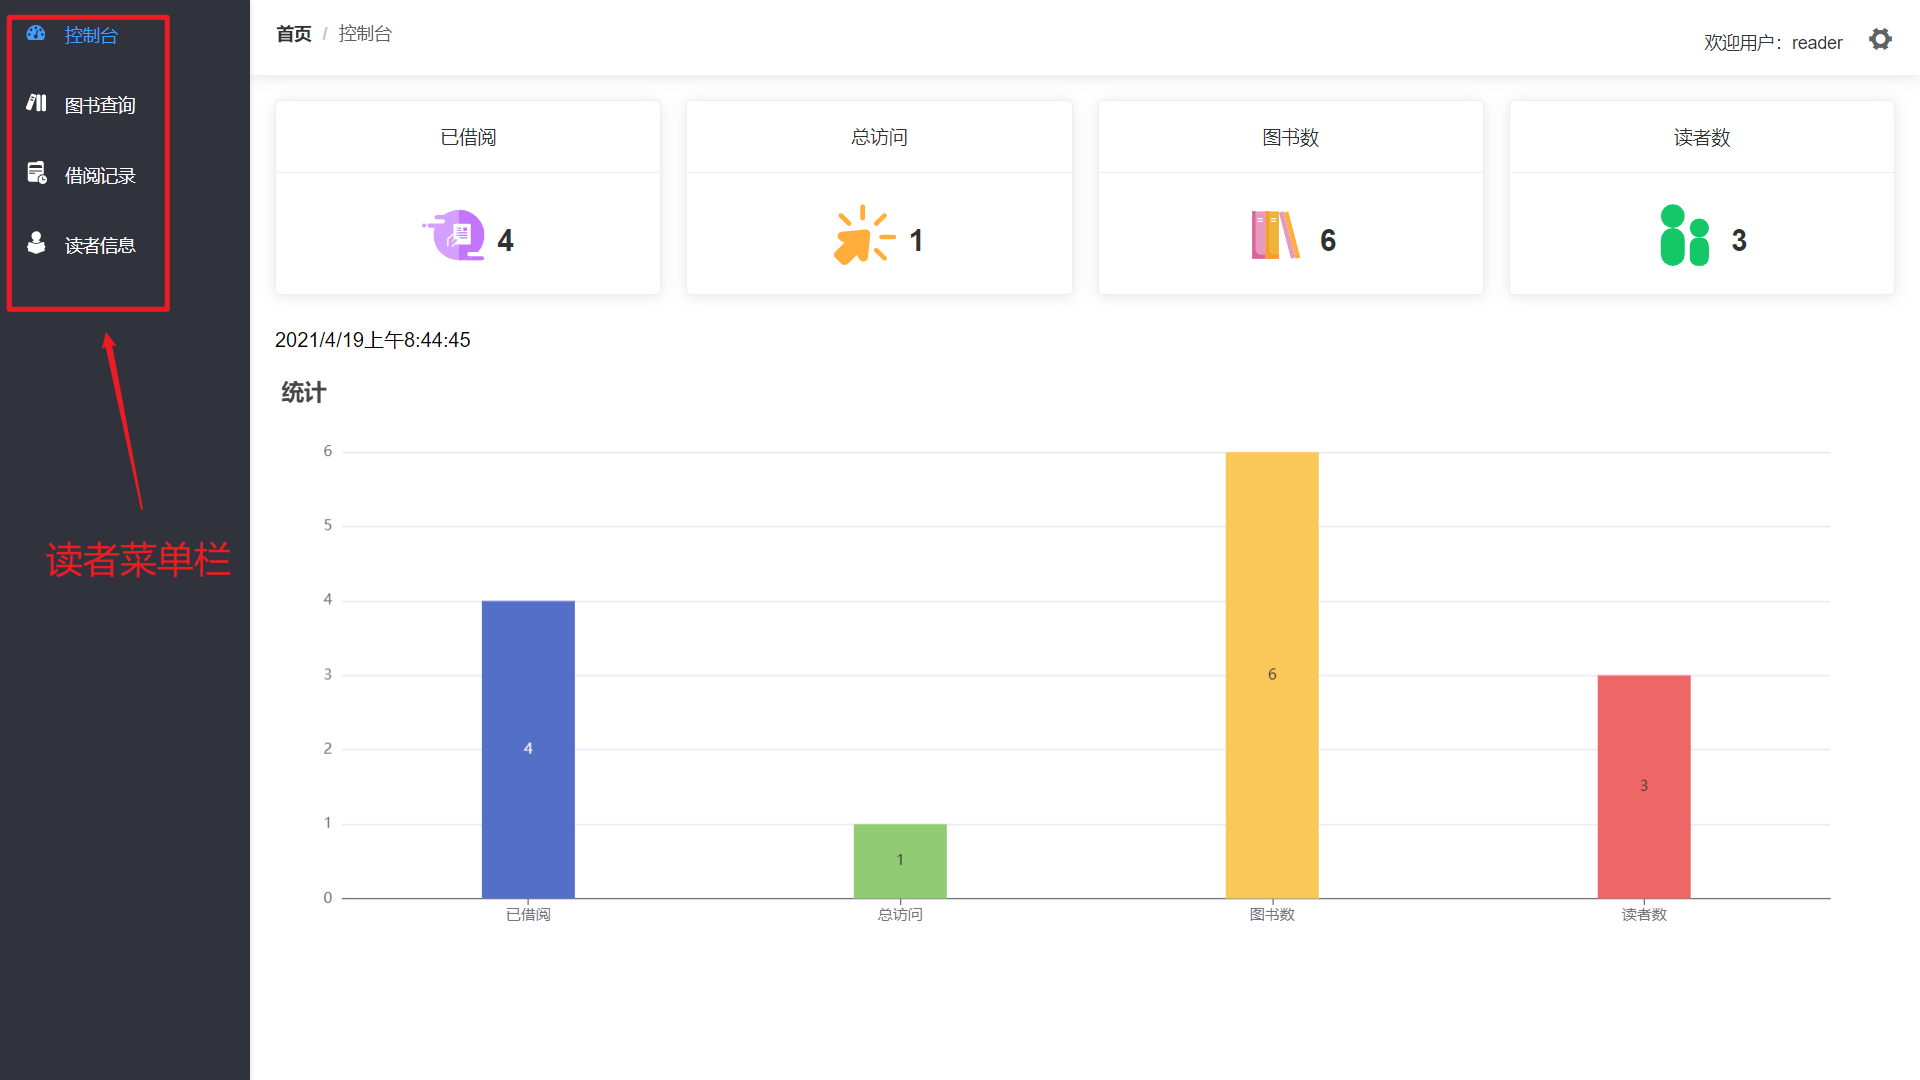 控制台
图书查询
借阅记录
读者信息
读者菜单栏
首页 / 控制台
欢迎用户：reader
已借阅
4
总访问
1
图书数
6
读者数
3
2021/4/19上午8:44:45
统计
6
5
4
3
2
1
0
4
1
6
3
已借阅
总访问
图书数
读者数